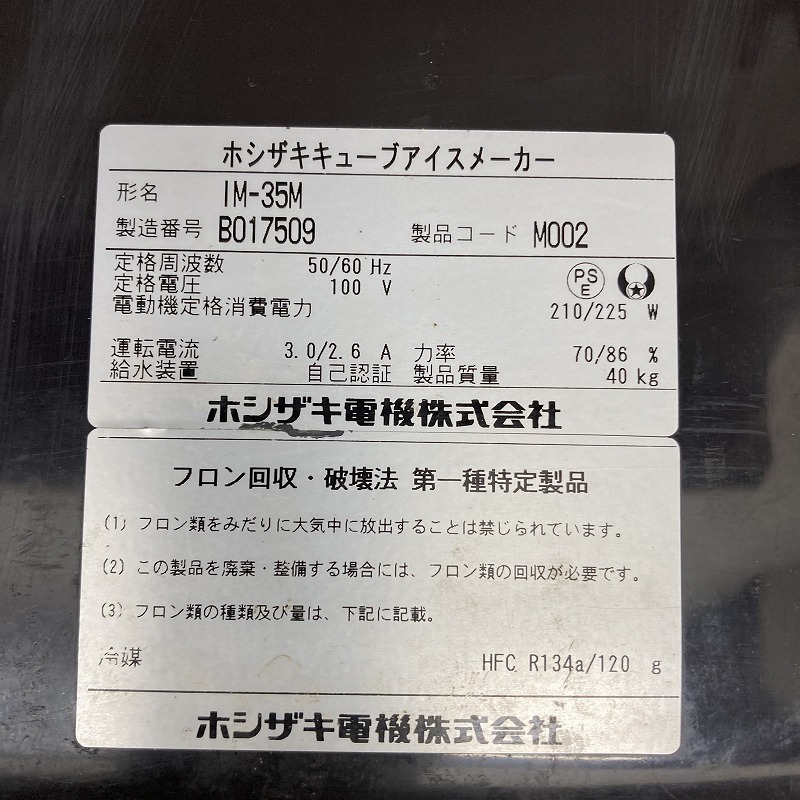 ホシザキキューブアイスメーカー
形名 IM-35M
製造番号 B017509 製品コード M002
定格周波数 50/60 Hz
定格電圧 100 V
PS E
電動機定格消費電力 210/225 W
運転電流 3.0/2.6 A 力率 70/86 %
給水装置 自己認証 製品質量 40 kg
ホシザキ電機株式会社
フロン回収・破壊法 第一種特定製品
(1) フロン類をみだりに大気中に放出することは禁じられています。
(2) この製品を廃棄・整備する場合には、フロン類の回収が必要です。
(3) フロン類の種類及び量は、下記に記載。
冷媒 HFC R134a/120 g
ホシザキ電機株式会社